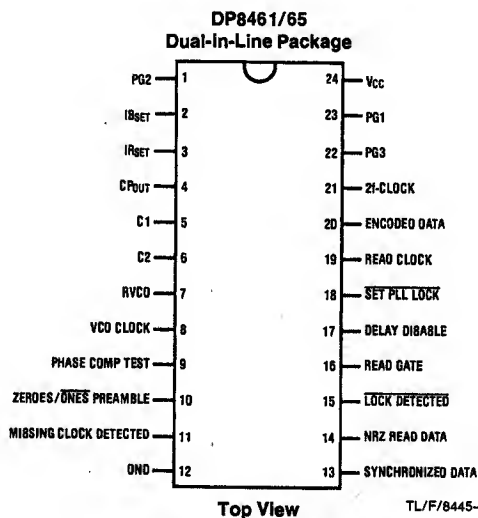 DP8461/65
Dual-In-Line Package
PG2 1 24 VCC
IBSET 2 23 PG1
IRSET 3 22 PG3
CPOUT 4 21 2f-CLOCK
C1 5 20 ENCODED DATA
C2 6 19 READ CLOCK
RVCO 7 18 SET PLL LOCK
VCO CLOCK 8 17 DELAY DISABLE
PHASE COMP TEST 9 16 READ GATE
ZEROES/ONES PREAMBLE 10 15 LOCK DETECTED
MISSING CLOCK DETECTED 11 14 NRZ READ DATA
GND 12 13 SYNCHRONIZED DATA
Top View
TL/F/8445-